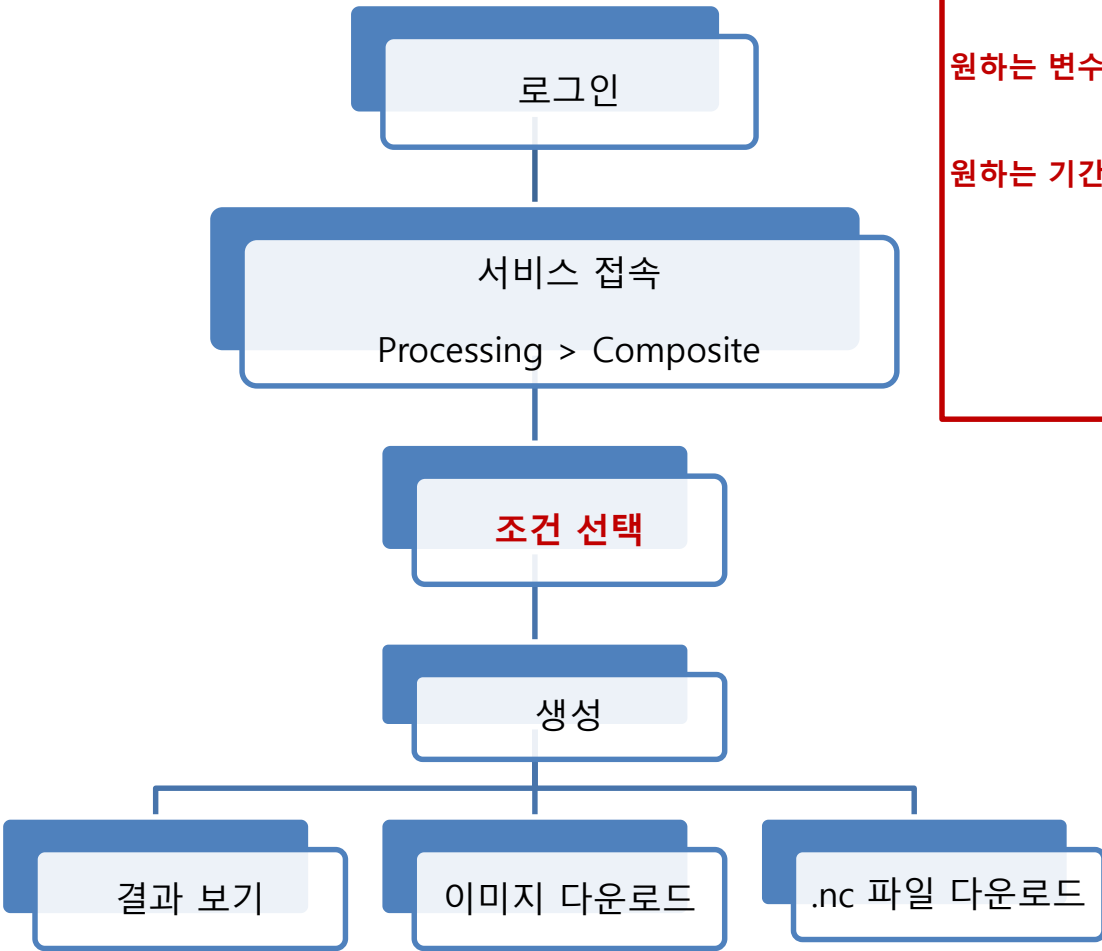 로그인
서비스 접속
Processing > Composite
조건 선택
생성
결과 보기
이미지 다운로드
.nc 파일 다운로드
원하는 변수
원하는 기간